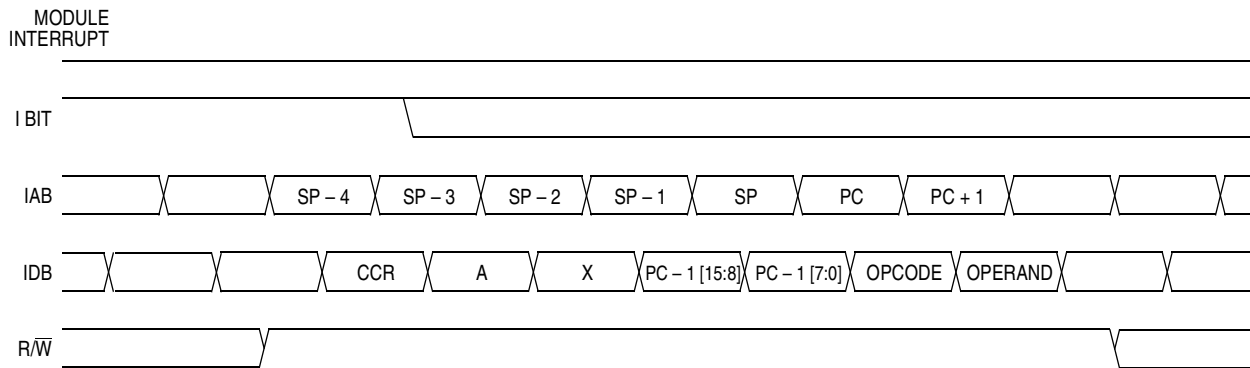 MODULE
INTERRUPT
I BIT
IAB SP – 4 SP – 3 SP – 2 SP – 1 SP PC PC + 1
IDB CCR A X PC – 1 [15:8] PC – 1 [7:0] OPCODE OPERAND
R/W̅